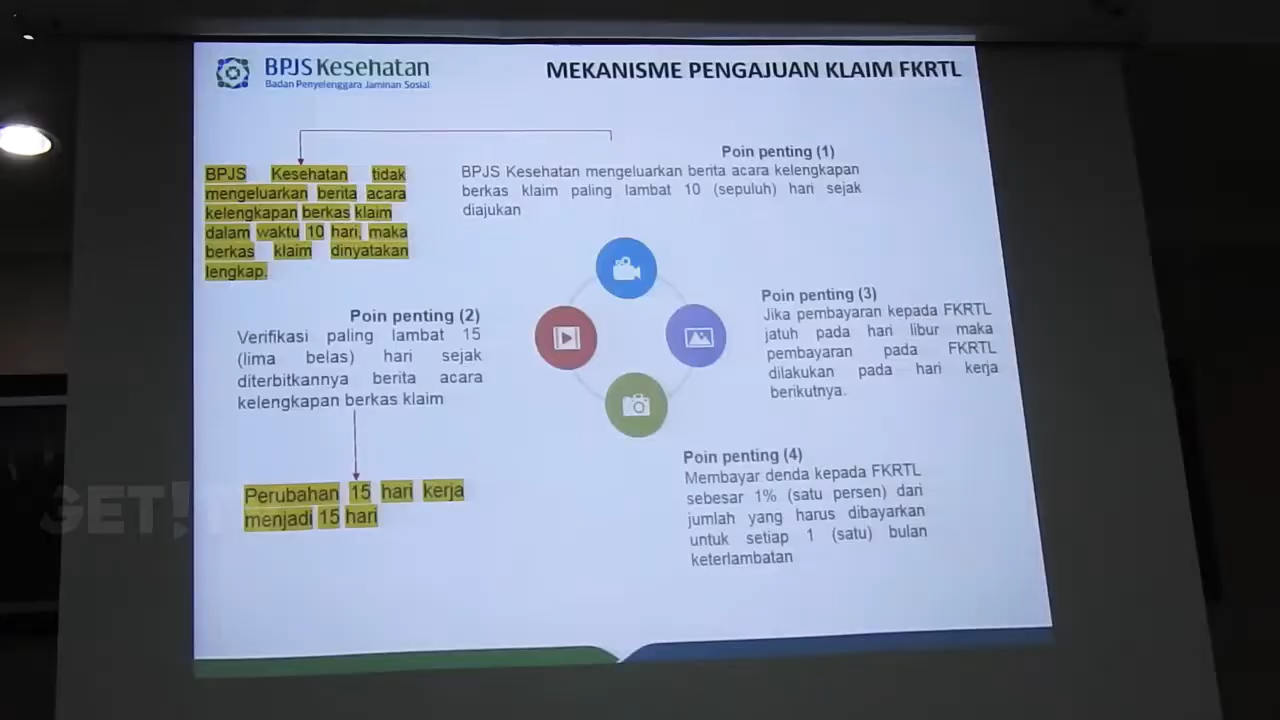 BPJS Kesehatan
Badan Penyelenggara Jaminan Sosial
MEKANISME PENGAJUAN KLAIM FKRTL
BPJS Kesehatan tidak
mengeluarkan berita acara
kelengkapan berkas klaim
dalam waktu 10 hari, maka
berkas klaim dinyatakan
lengkap.
Poin penting (1)
BPJS Kesehatan mengeluarkan berita acara kelengkapan
berkas klaim paling lambat 10 (sepuluh) hari sejak
diajukan
Poin penting (2)
Verifikasi paling lambat 15
(lima belas) hari sejak
diterbitkannya berita acara
kelengkapan berkas klaim
Perubahan 15 hari kerja
menjadi 15 hari
Poin penting (3)
Jika pembayaran kepada FKRTL
jatuh pada hari libur maka
pembayaran pada FKRTL
dilakukan pada hari kerja
berikutnya.
Poin penting (4)
Membayar denda kepada FKRTL
sebesar 1% (satu persen) dari
jumlah yang harus dibayarkan
untuk setiap 1 (satu) bulan
keterlambatan